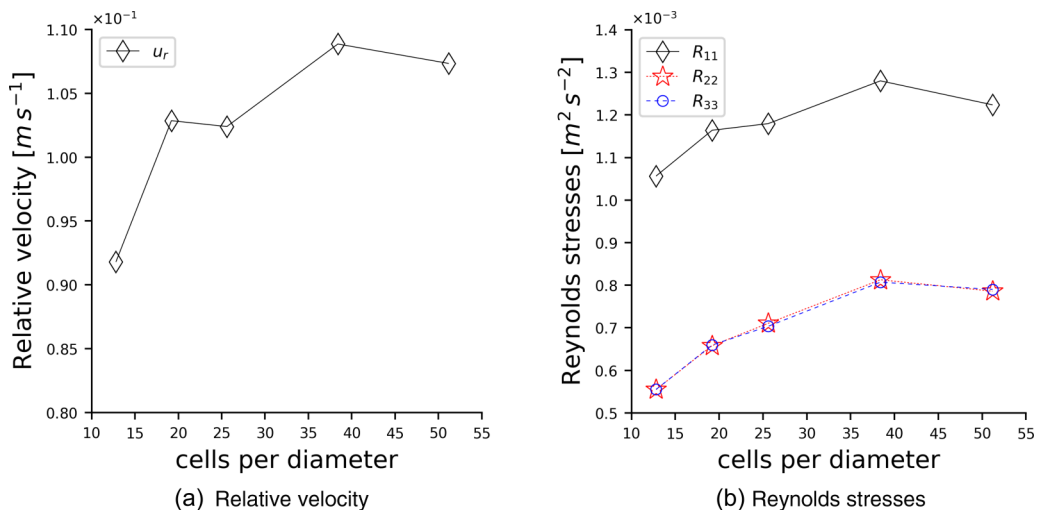 ×10⁻¹
1.10
1.05
1.00
0.95
0.90
0.85
0.80
Relative velocity [m s⁻¹]
u_r
10 15 20 25 30 35 40 45 50 55
cells per diameter
(a) Relative velocity
×10⁻³
1.4
1.3
1.2
1.1
1.0
0.9
0.8
0.7
0.6
0.5
Reynolds stresses [m² s⁻²]
R₁₁
R₂₂
R₃₃
10 15 20 25 30 35 40 45 50 55
cells per diameter
(b) Reynolds stresses